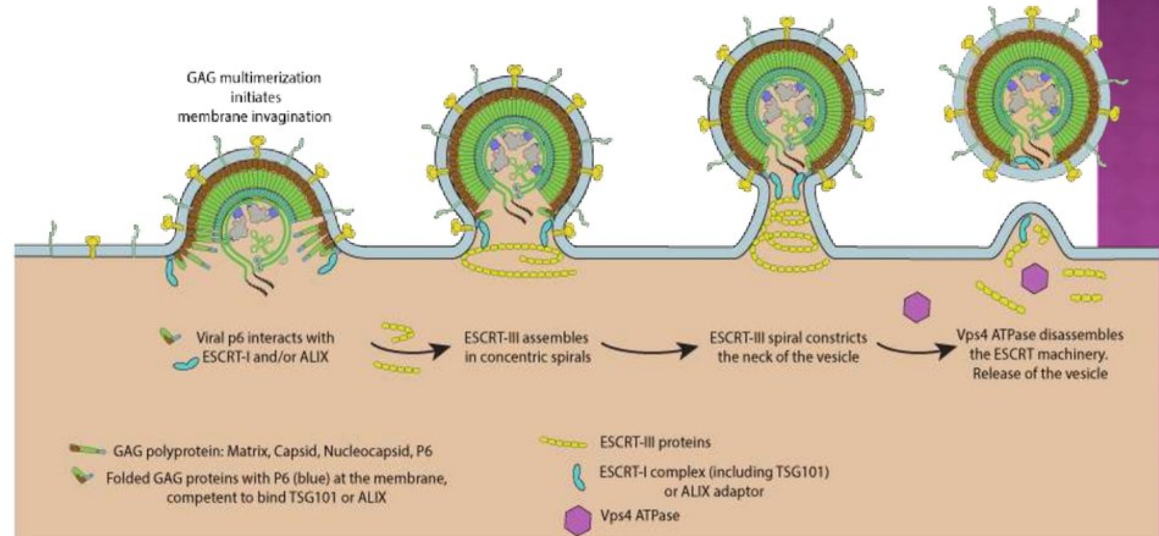 GAG multimerization
initiates
membrane invagination
Viral p6 interacts with
ESCRT-I and/or ALIX
ESCRT-III assembles
in concentric spirals
ESCRT-III spiral constricts
the neck of the vesicle
Vps4 ATPase disassembles
the ESCRT machinery.
Release of the vesicle
GAG polyprotein: Matrix, Capsid, Nucleocapsid, P6
Folded GAG proteins with P6 (blue) at the membrane,
competent to bind TSG101 or ALIX
ESCRT-III proteins
ESCRT-I complex (including TSG101)
or ALIX adaptor
Vps4 ATPase